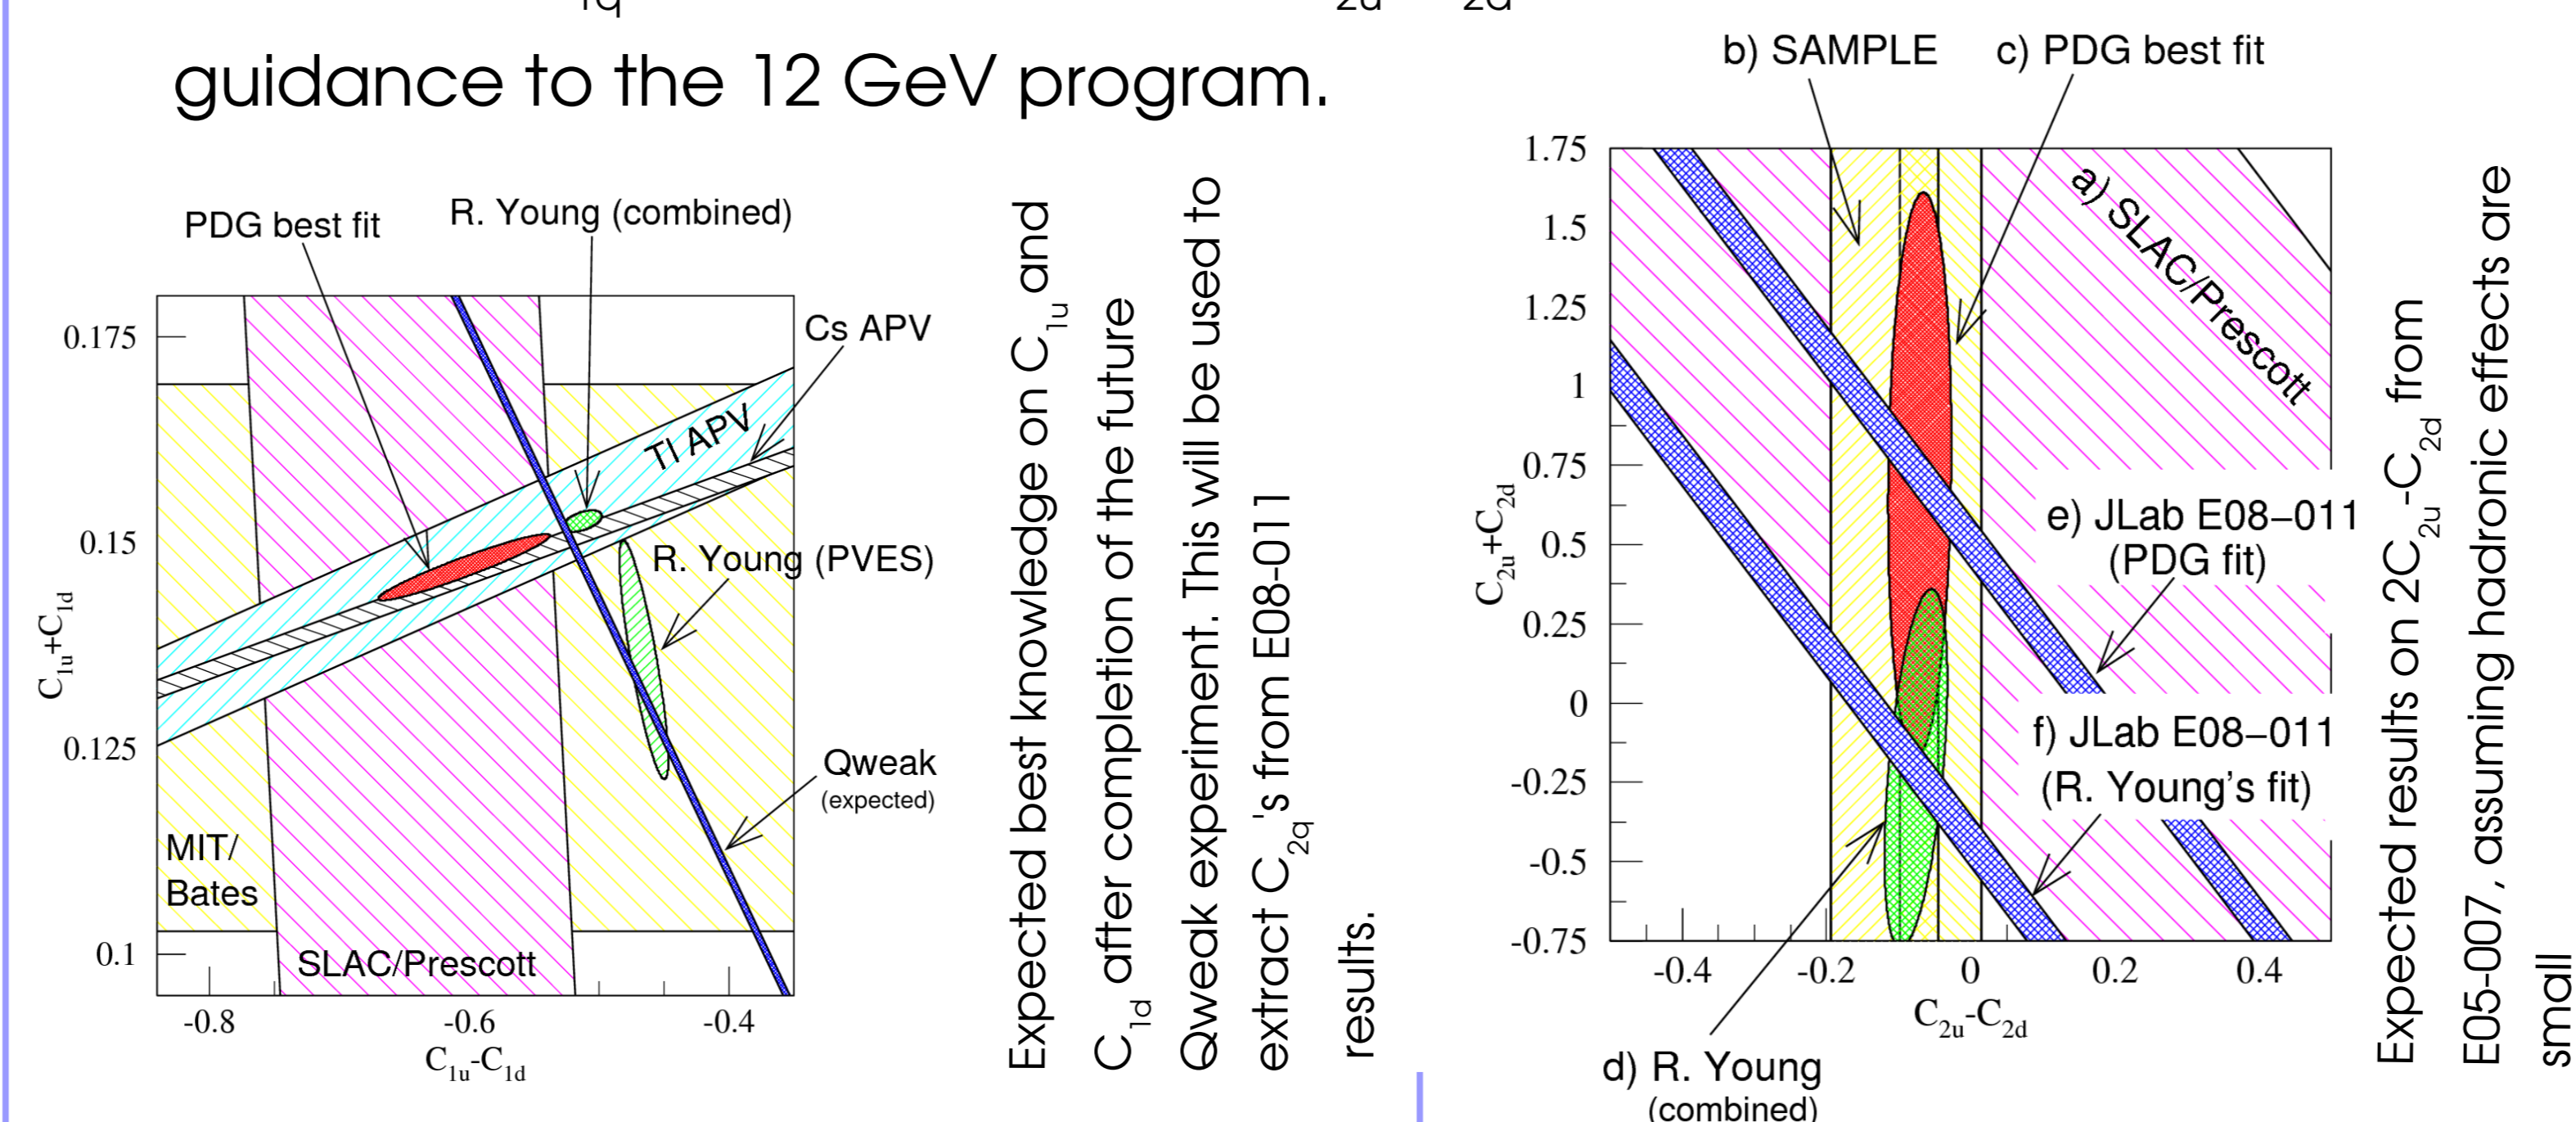 1q
2u 2d
guidance to the 12 GeV program.
PDG best fit
R. Young (combined)
Cs APV
Tl APV
R. Young (PVES)
Qweak
(expected)
MIT/
Bates
SLAC/Prescott
0.175
0.15
0.125
0.1
C1u+C1d
-0.8 -0.6 -0.4
C1u-C1d
Expected best knowledge on C1u and
C1d after completion of the future
Qweak experiment. This will be used to
extract C2q's from E08-011
results.
b) SAMPLE
c) PDG best fit
a) SLAC/Prescott
e) JLab E08–011
(PDG fit)
f) JLab E08–011
(R. Young's fit)
d) R. Young
(combined)
1.75
1.5
1.25
1
0.75
0.5
0.25
0
-0.25
-0.5
-0.75
C2u+C2d
-0.4 -0.2 0 0.2 0.4
C2u-C2d
Expected results on 2C2u-C2d from
E05-007, assuming hadronic effects are
small